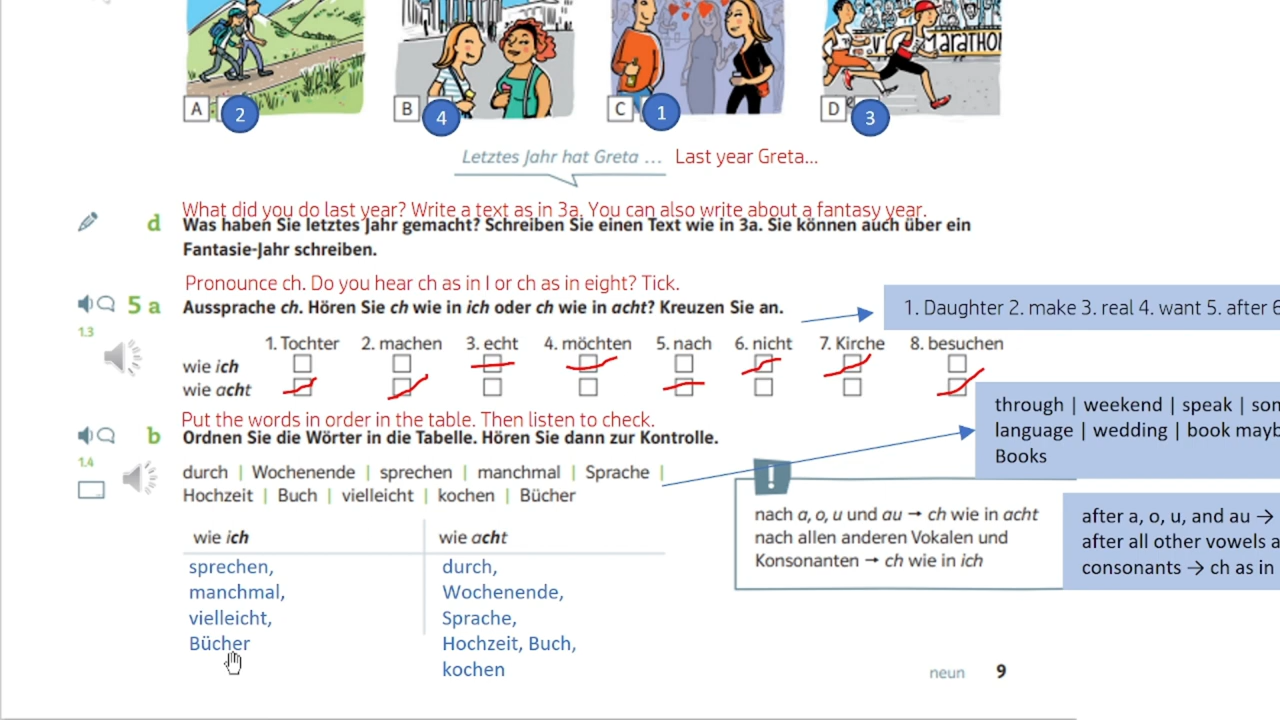 MARATHON
A 2
B 4
C 1
D 3
Letztes Jahr hat Greta ... Last year Greta...
What did you do last year? Write a text as in 3a. You can also write about a fantasy year.
d Was haben Sie letztes Jahr gemacht? Schreiben Sie einen Text wie in 3a. Sie können auch über ein
Fantasie-Jahr schreiben.
Pronounce ch. Do you hear ch as in I or ch as in eight? Tick.
5 a Aussprache ch. Hören Sie ch wie in ich oder ch wie in acht? Kreuzen Sie an.
1. Daughter 2. make 3. real 4. want 5. after 6
1.3
1. Tochter 2. machen 3. echt 4. möchten 5. nach 6. nicht 7. Kirche 8. besuchen
wie ich
wie acht
Put the words in order in the table. Then listen to check.
b Ordnen Sie die Wörter in die Tabelle. Hören Sie dann zur Kontrolle.
1.4
through | weekend | speak | som
language | wedding | book mayb
Books
durch | Wochenende | sprechen | manchmal | Sprache |
Hochzeit | Buch | vielleicht | kochen | Bücher
!
nach a, o, u und au → ch wie in acht
nach allen anderen Vokalen und
Konsonanten → ch wie in ich
after a, o, u, and au →
after all other vowels a
consonants → ch as in
wie ich wie acht
sprechen, durch,
manchmal, Wochenende,
vielleicht, Sprache,
Bücher Hochzeit, Buch,
kochen
neun 9